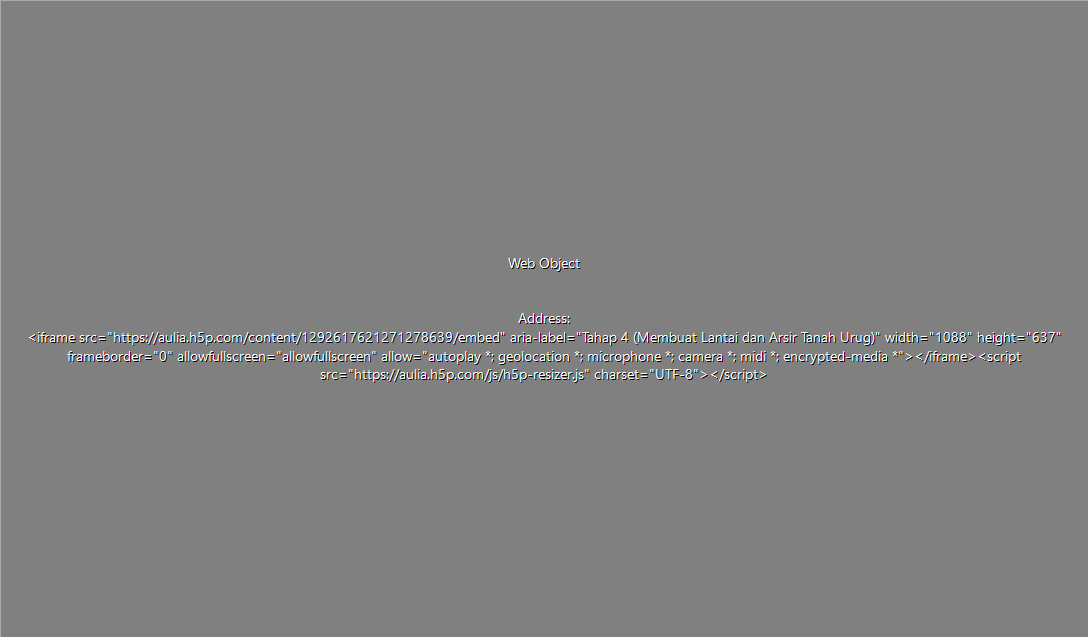 Web Object
Address:
<iframe src="https://aulia.h5p.com/content/1292617621271278639/embed" aria-label="Tahap 4 (Membuat Lantai dan Arsir Tanah Urug)" width="1088" height="637"
frameborder="0" allowfullscreen="allowfullscreen" allow="autoplay *; geolocation *; microphone *; camera *; midi *; encrypted-media *"></iframe><script
src="https://aulia.h5p.com/js/h5p-resizer.js" charset="UTF-8"></script>